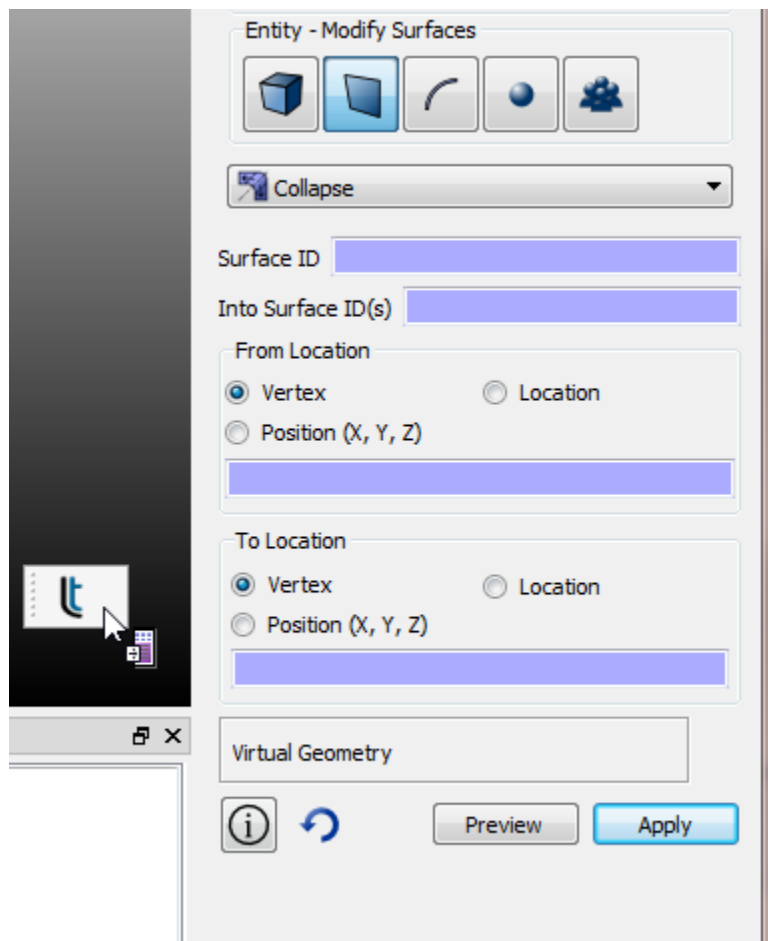 Entity - Modify Surfaces
Collapse
Surface ID
Into Surface ID(s)
From Location
Vertex
Location
Position (X, Y, Z)
To Location
Vertex
Location
Position (X, Y, Z)
Virtual Geometry
Preview
Apply